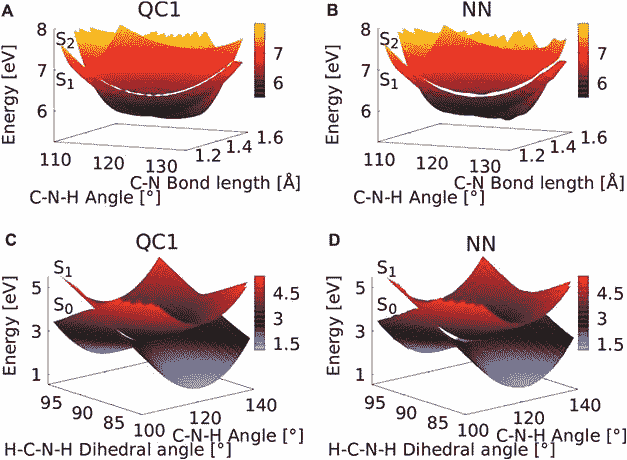 A QC1
8
7
6
Energy [eV]
S2
S1
7
6
110 120 130
1.2 1.4 1.6
C-N-H Angle [°]
C-N Bond length [Å]
B NN
8
7
6
Energy [eV]
S2
S1
7
6
110 120 130
1.2 1.4 1.6
C-N-H Angle [°]
C-N Bond length [Å]
C QC1
5
3
1
Energy [eV]
S1
S0
4.5
3
1.5
95 90 85
100 120 140
H-C-N-H Dihedral angle [°]
C-N-H Angle [°]
D NN
5
3
1
Energy [eV]
S1
S0
4.5
3
1.5
95 90 85
100 120 140
H-C-N-H Dihedral angle [°]
C-N-H Angle [°]